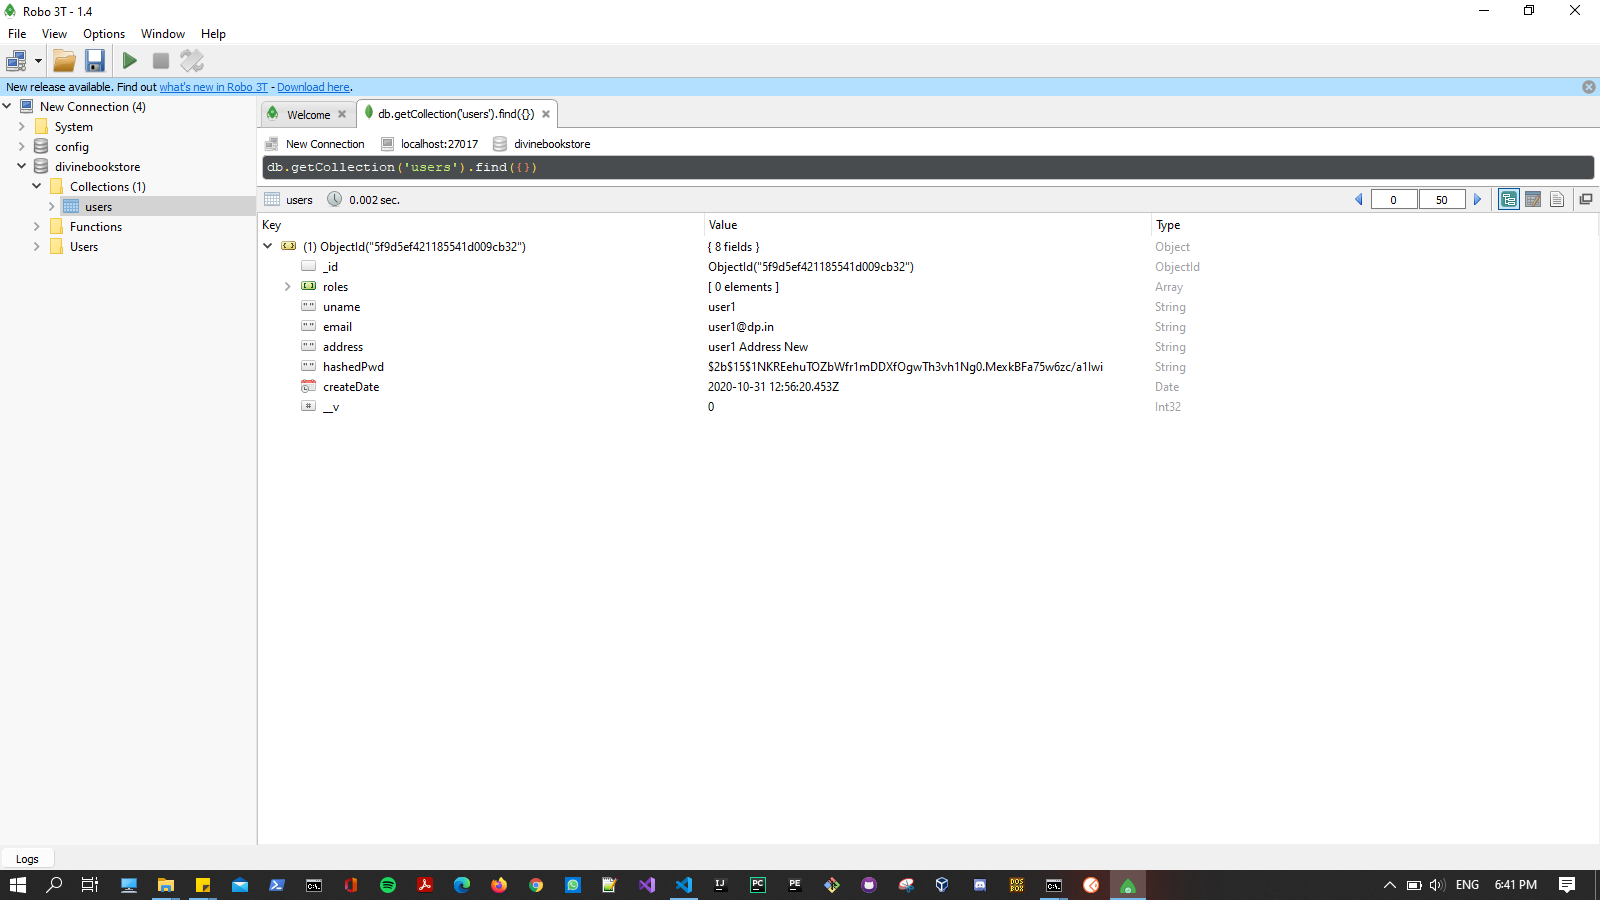 Robo 3T - 1.4
File View Options Window Help
New release available. Find out what's new in Robo 3T - Download here.
New Connection (4)
System
config
divinebookstore
Collections (1)
users
Functions
Users
Welcome
db.getCollection('users').find({})
New Connection localhost:27017 divinebookstore
db.getCollection('users').find({})
users 0.002 sec. 0 50
Key Value Type
(1) ObjectId("5f9d5ef421185541d009cb32") { 8 fields } Object
_id ObjectId("5f9d5ef421185541d009cb32") ObjectId
roles [ 0 elements ] Array
uname user1 String
email user1@dp.in String
address user1 Address New String
hashedPwd $2b$15$1NKREehuTOZbWfr1mDDXfOgwTh3vh1Ng0.MexkBFa75w6zc/a1lwi String
createDate 2020-10-31 12:56:20.453Z Date
__v 0 Int32
Logs
C:\. IJ PC PE DOS BOX C:\. ENG 6:41 PM